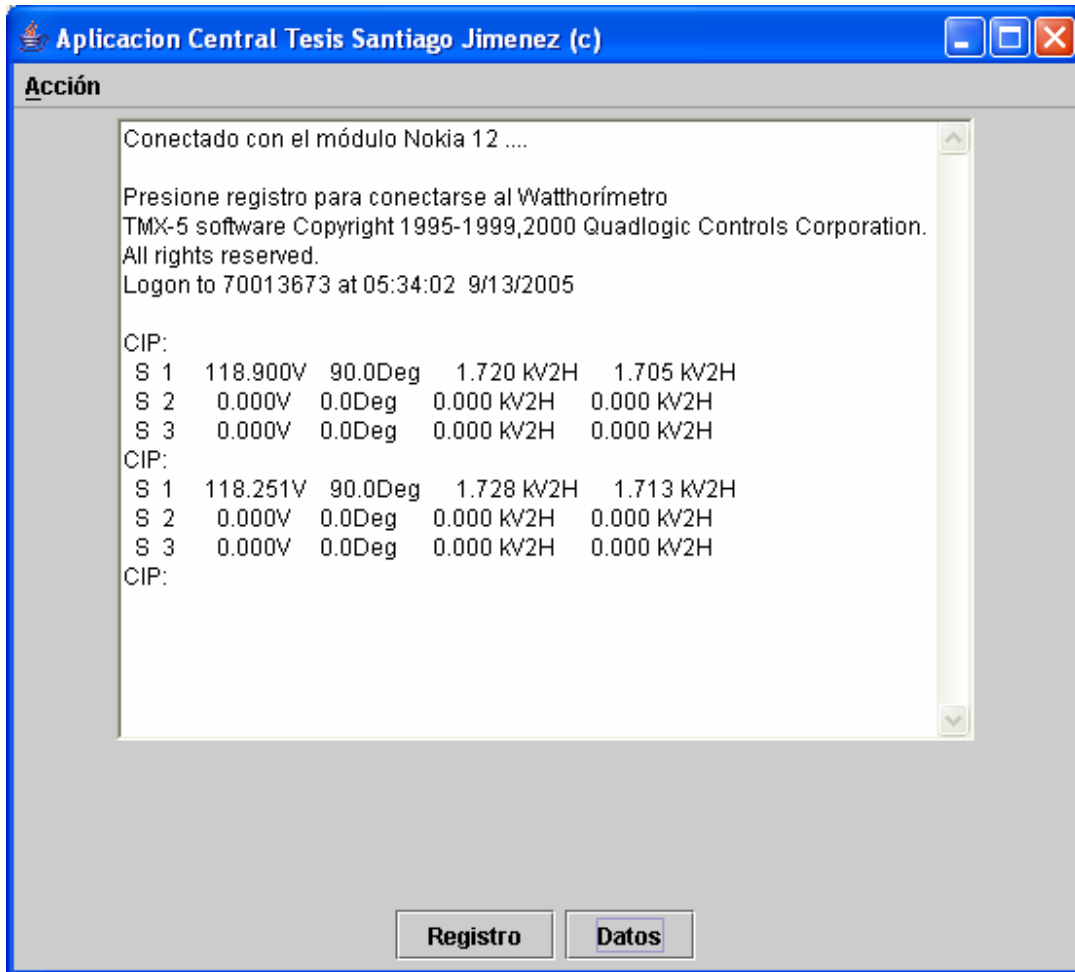 Aplicacion Central Tesis Santiago Jimenez (c)
Acción
Conectado con el módulo Nokia 12 ....
Presione registro para conectarse al Watthorímetro
TMX-5 software Copyright 1995-1999,2000 Quadlogic Controls Corporation.
All rights reserved.
Logon to 70013673 at 05:34:02 9/13/2005
CIP:
S 1 118.900V 90.0Deg 1.720 kV2H 1.705 kV2H
S 2 0.000V 0.0Deg 0.000 kV2H 0.000 kV2H
S 3 0.000V 0.0Deg 0.000 kV2H 0.000 kV2H
CIP:
S 1 118.251V 90.0Deg 1.728 kV2H 1.713 kV2H
S 2 0.000V 0.0Deg 0.000 kV2H 0.000 kV2H
S 3 0.000V 0.0Deg 0.000 kV2H 0.000 kV2H
CIP:
Registro Datos